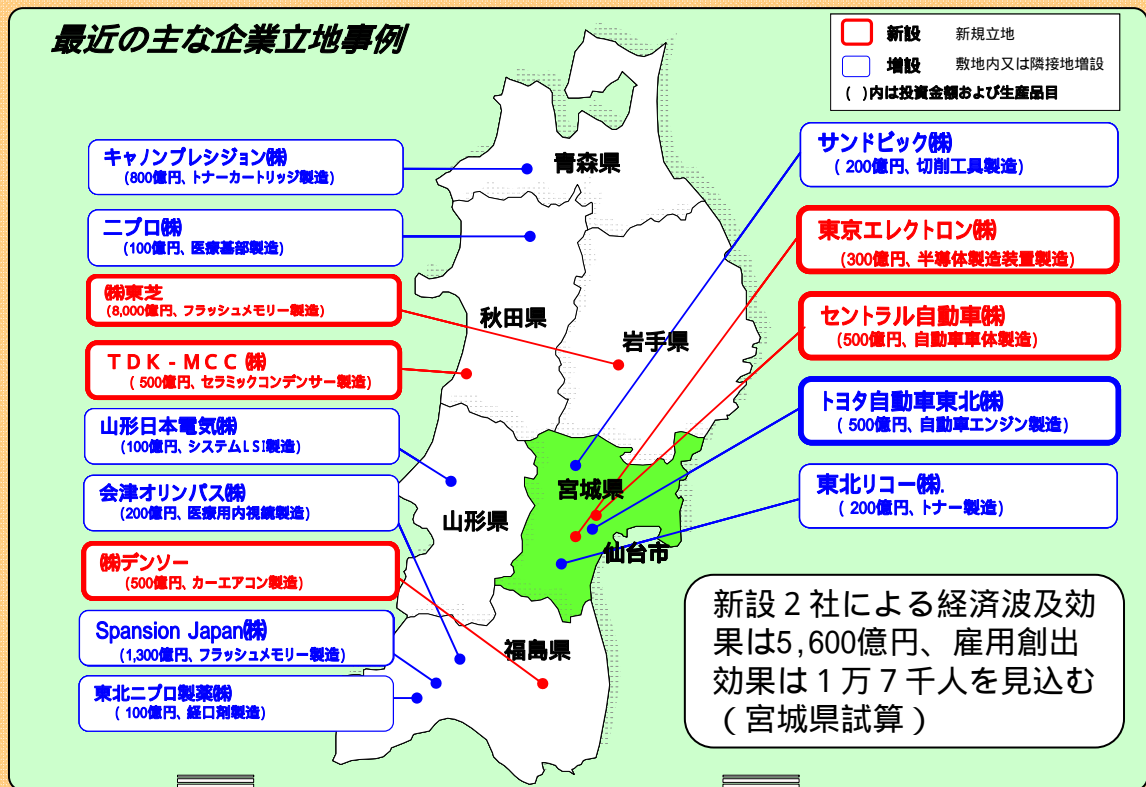 最近の主な企業立地事例
新設 新規立地
増設 敷地内又は隣接地増設
( )内は投資金額および生産品目
キャノンプレシジョン㈱
(800億円、トナーカートリッジ製造)
ニプロ㈱
(100億円、医療基部製造)
㈱東芝
(8,000億円、フラッシュメモリー製造)
TDK-MCC㈱
(500億円、セラミックコンデンサー製造)
山形日本電気㈱
(100億円、システムLSI製造)
会津オリンパス㈱
(200億円、医療用内視鏡製造)
㈱デンソー
(500億円、カーエアコン製造)
Spansion Japan㈱
(1,300億円、フラッシュメモリー製造)
東北ニプロ製薬㈱
(100億円、経口剤製造)
青森県
秋田県
岩手県
宮城県
山形県
仙台市
福島県
サンドビック㈱
(200億円、切削工具製造)
東京エレクトロン㈱
(300億円、半導体製造装置製造)
セントラル自動車㈱
(500億円、自動車車体製造)
トヨタ自動車東北㈱
(500億円、自動車エンジン製造)
東北リコー㈱.
(200億円、トナー製造)
新設2社による経済波及効
果は5,600億円、雇用創出
効果は1万7千人を見込む
(宮城県試算)